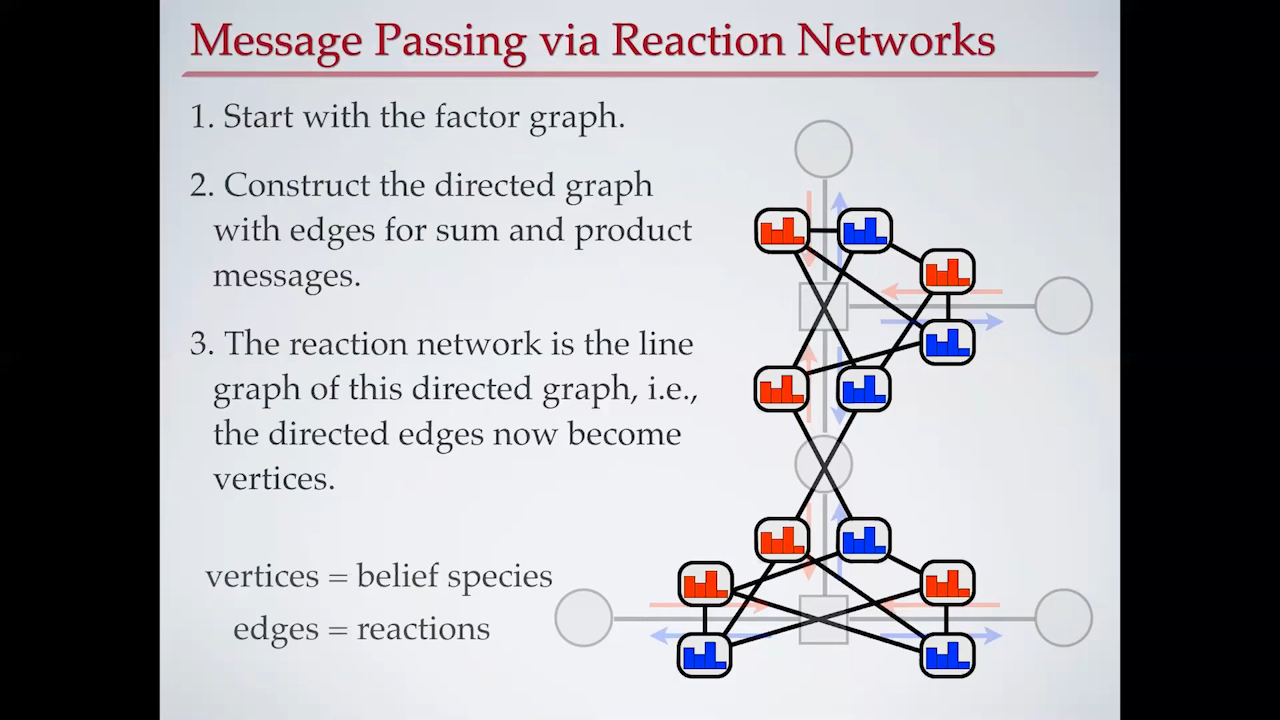 Message Passing via Reaction Networks
1. Start with the factor graph.
2. Construct the directed graph
with edges for sum and product
messages.
3. The reaction network is the line
graph of this directed graph, i.e.,
the directed edges now become
vertices.
vertices = belief species
edges = reactions